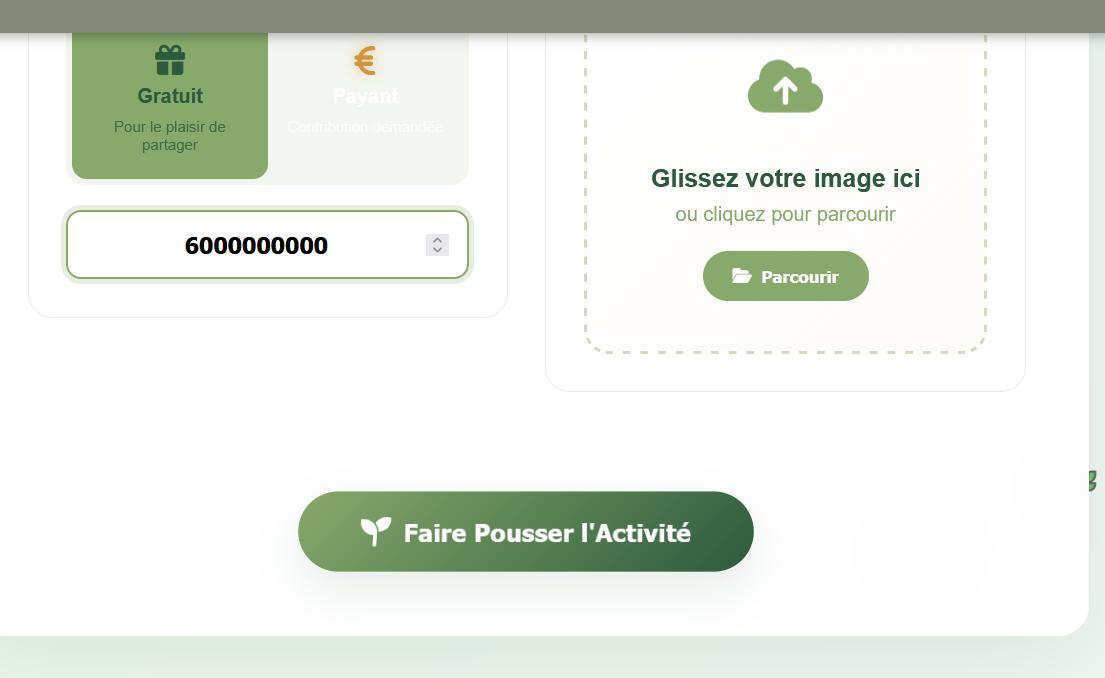 Gratuit
Pour le plaisir de
partager
Payant
Contribution demandée
6000000000
Glissez votre image ici
ou cliquez pour parcourir
Parcourir
Faire Pousser l'Activité